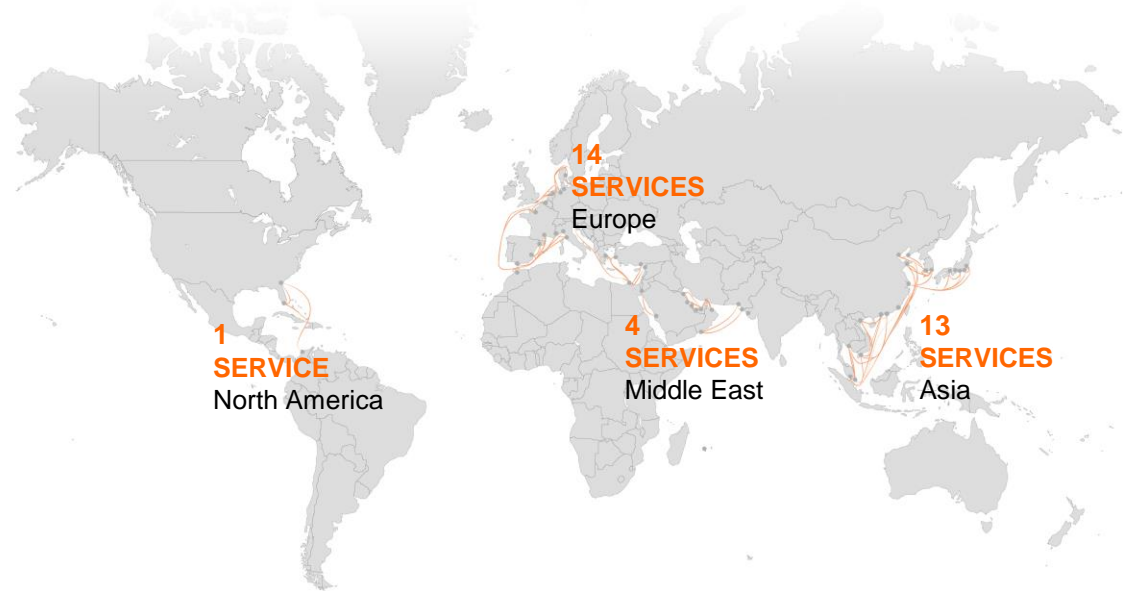 14
SERVICES
Europe
1
SERVICE
North America
4
SERVICES
Middle East
13
SERVICES
Asia